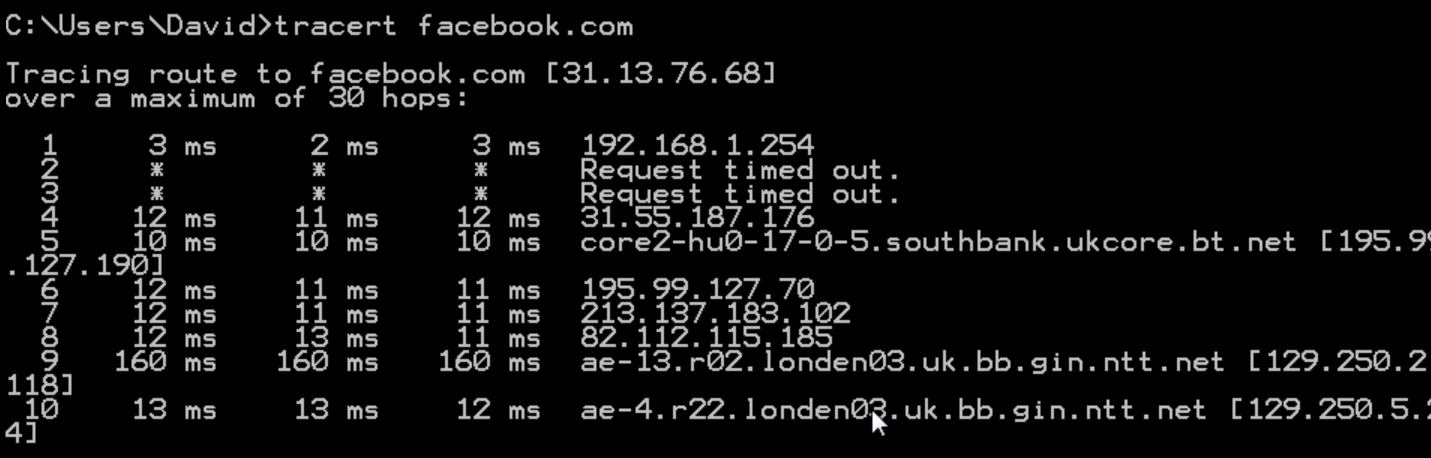 C:\Users\David>tracert facebook.com
Tracing route to facebook.com [31.13.76.68]
over a maximum of 30 hops:
1 3 ms 2 ms 3 ms 192.168.1.254
2 * * * Request timed out.
3 * * * Request timed out.
4 12 ms 11 ms 12 ms 31.55.187.176
5 10 ms 10 ms 10 ms core2-hu0-17-0-5.southbank.ukcore.bt.net [195.99
.127.190]
6 12 ms 11 ms 11 ms 195.99.127.70
7 12 ms 11 ms 11 ms 213.137.183.102
8 12 ms 13 ms 11 ms 82.112.115.185
9 160 ms 160 ms 160 ms ae-13.r02.londen03.uk.bb.gin.ntt.net [129.250.2
118]
10 13 ms 13 ms 12 ms ae-4.r22.londen03.uk.bb.gin.ntt.net [129.250.5.2
4]